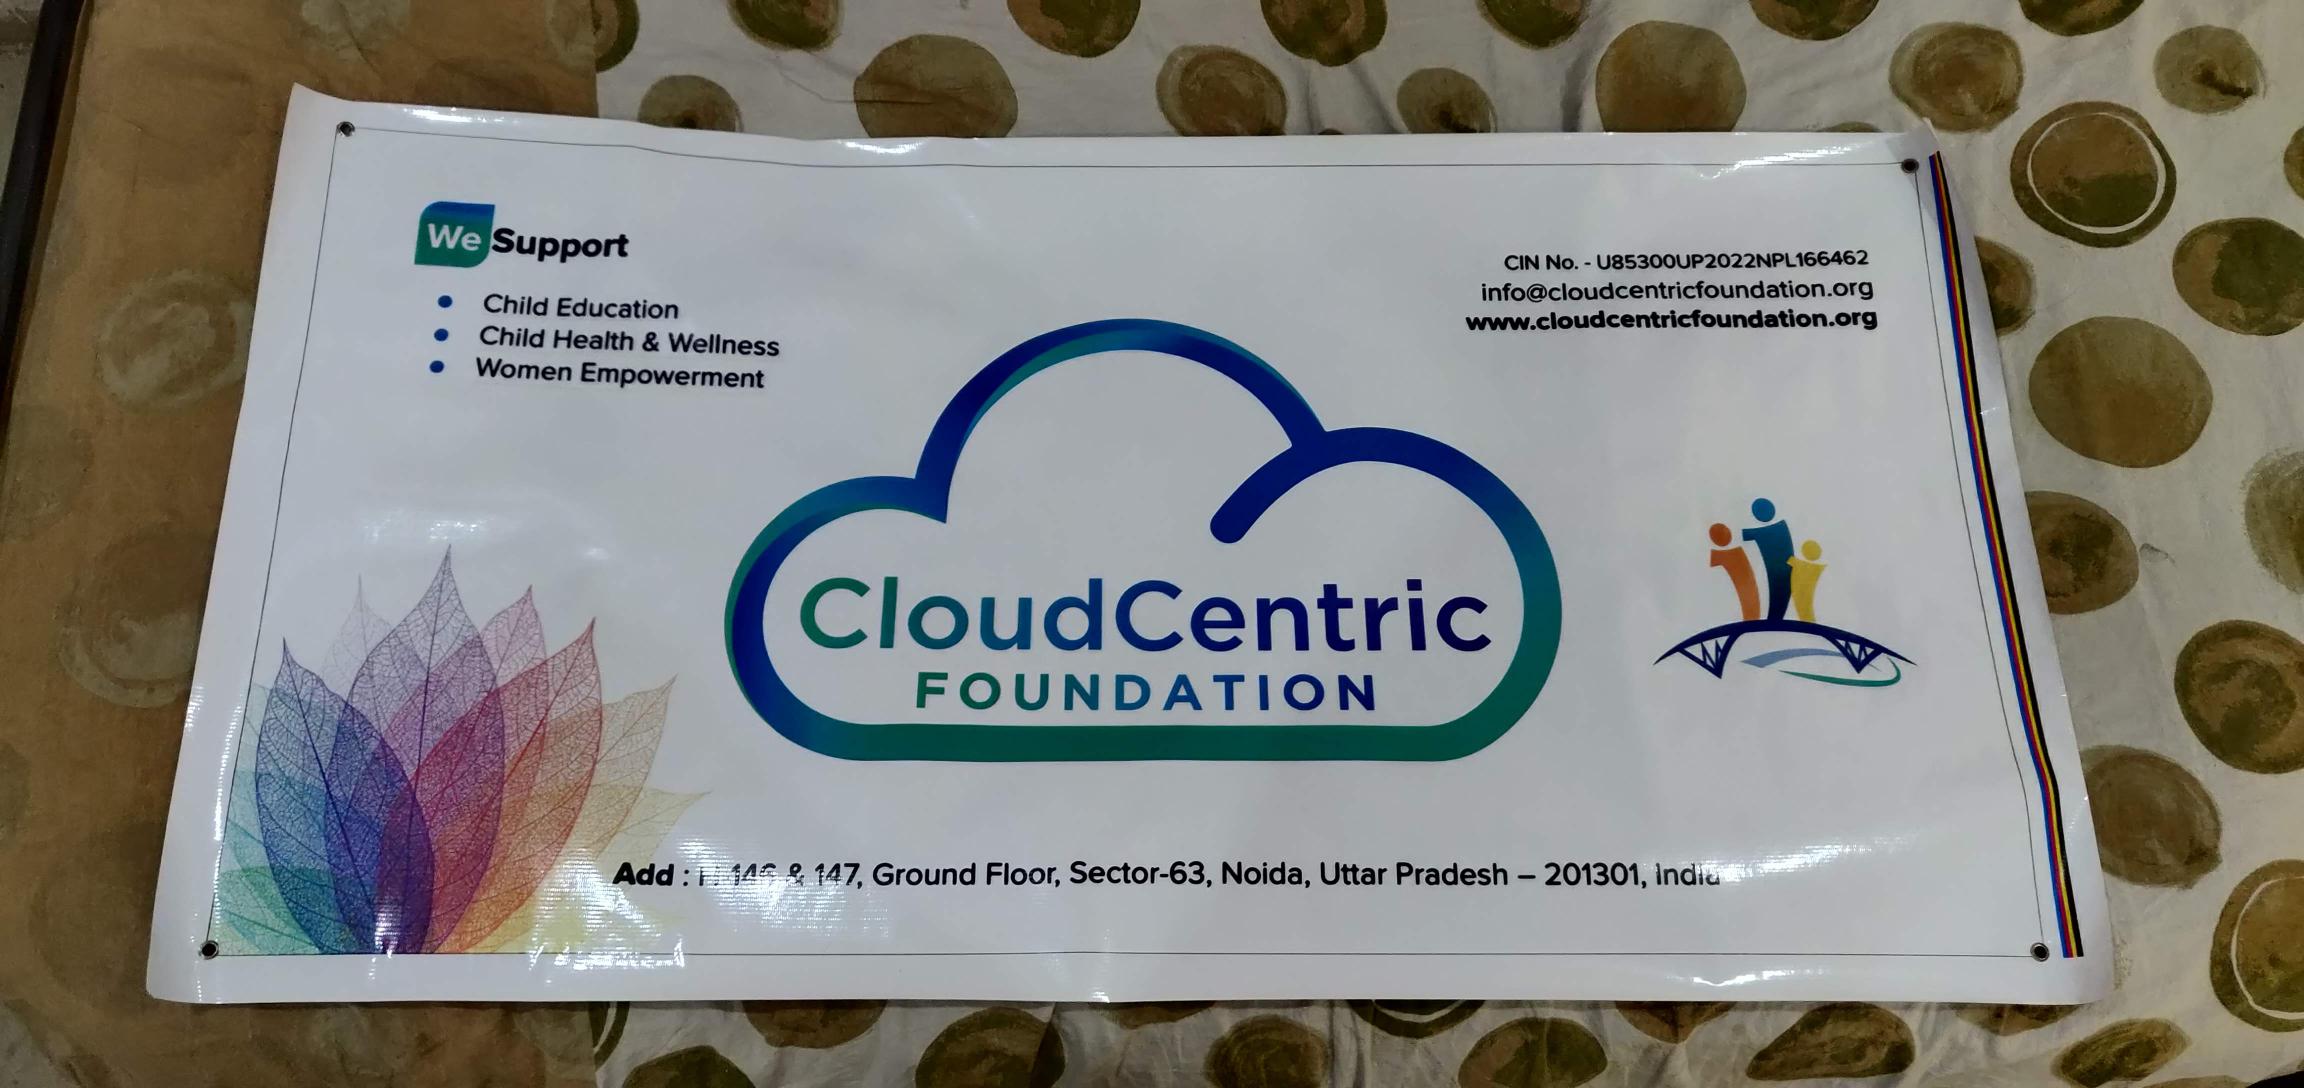 We Support
• Child Education
• Child Health & Wellness
• Women Empowerment
CIN No. - U85300UP2022NPL166462
info@cloudcentricfoundation.org
www.cloudcentricfoundation.org
CloudCentric
FOUNDATION
Add : 146 & 147, Ground Floor, Sector-63, Noida, Uttar Pradesh – 201301, India